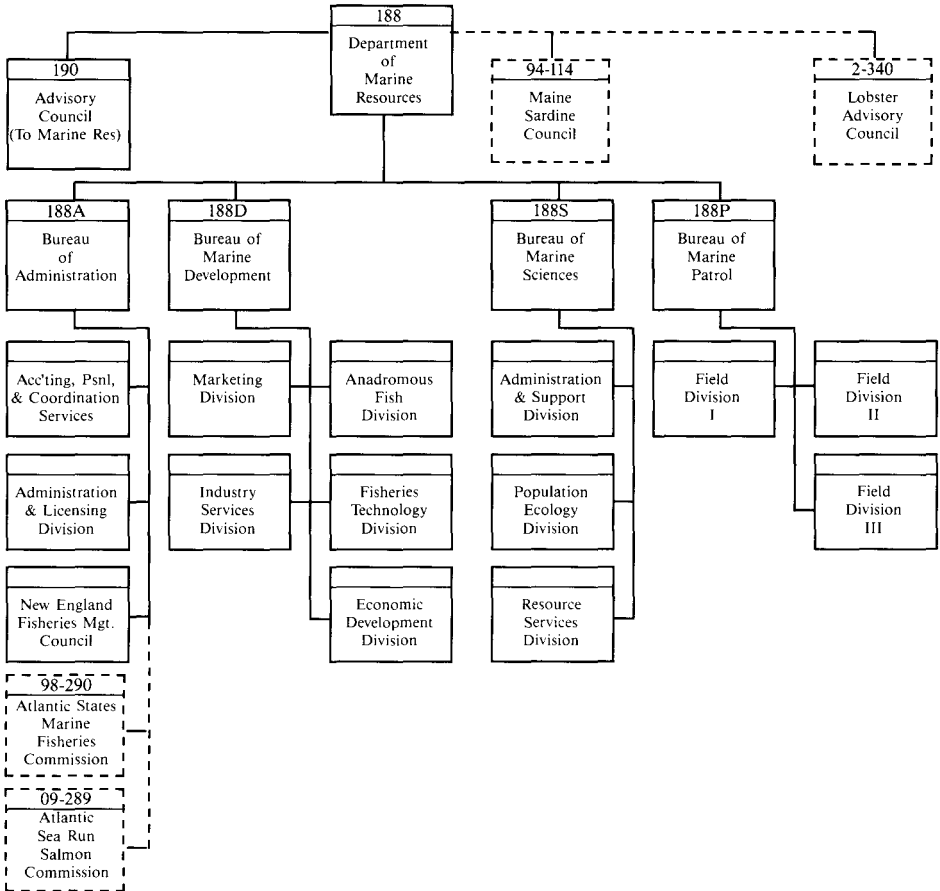 188
Department
of
Marine
Resources
190
Advisory
Council
(To Marine Res)
94-114
Maine
Sardine
Council
2-340
Lobster
Advisory
Council
188A
Bureau
of
Administration
188D
Bureau of
Marine
Development
188S
Bureau of
Marine
Sciences
188P
Bureau of
Marine
Patrol
Acc'ting, Psnl,
& Coordination
Services
Marketing
Division
Anadromous
Fish
Division
Administration
& Support
Division
Field
Division
I
Field
Division
II
Administration
& Licensing
Division
Industry
Services
Division
Fisheries
Technology
Division
Population
Ecology
Division
Field
Division
III
New England
Fisheries Mgt.
Council
Economic
Development
Division
Resource
Services
Division
98-290
Atlantic States
Marine
Fisheries
Commission
09-289
Atlantic
Sea Run
Salmon
Commission